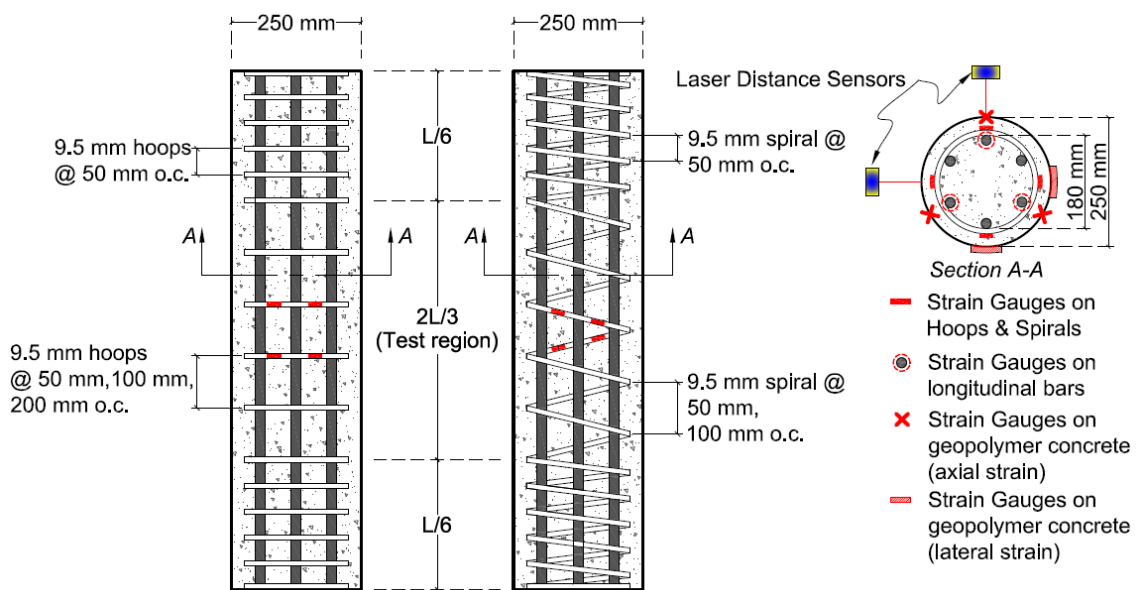 250 mm
250 mm
Laser Distance Sensors
L/6
9.5 mm hoops
@ 50 mm o.c.
9.5 mm spiral @
50 mm o.c.
180 mm
250 mm
A
A
A
A
Section A-A
2L/3
(Test region)
9.5 mm hoops
@ 50 mm,100 mm,
200 mm o.c.
9.5 mm spiral @
50 mm,
100 mm o.c.
L/6
Strain Gauges on
Hoops & Spirals
Strain Gauges on
longitudinal bars
Strain Gauges on
geopolymer concrete
(axial strain)
Strain Gauges on
geopolymer concrete
(lateral strain)